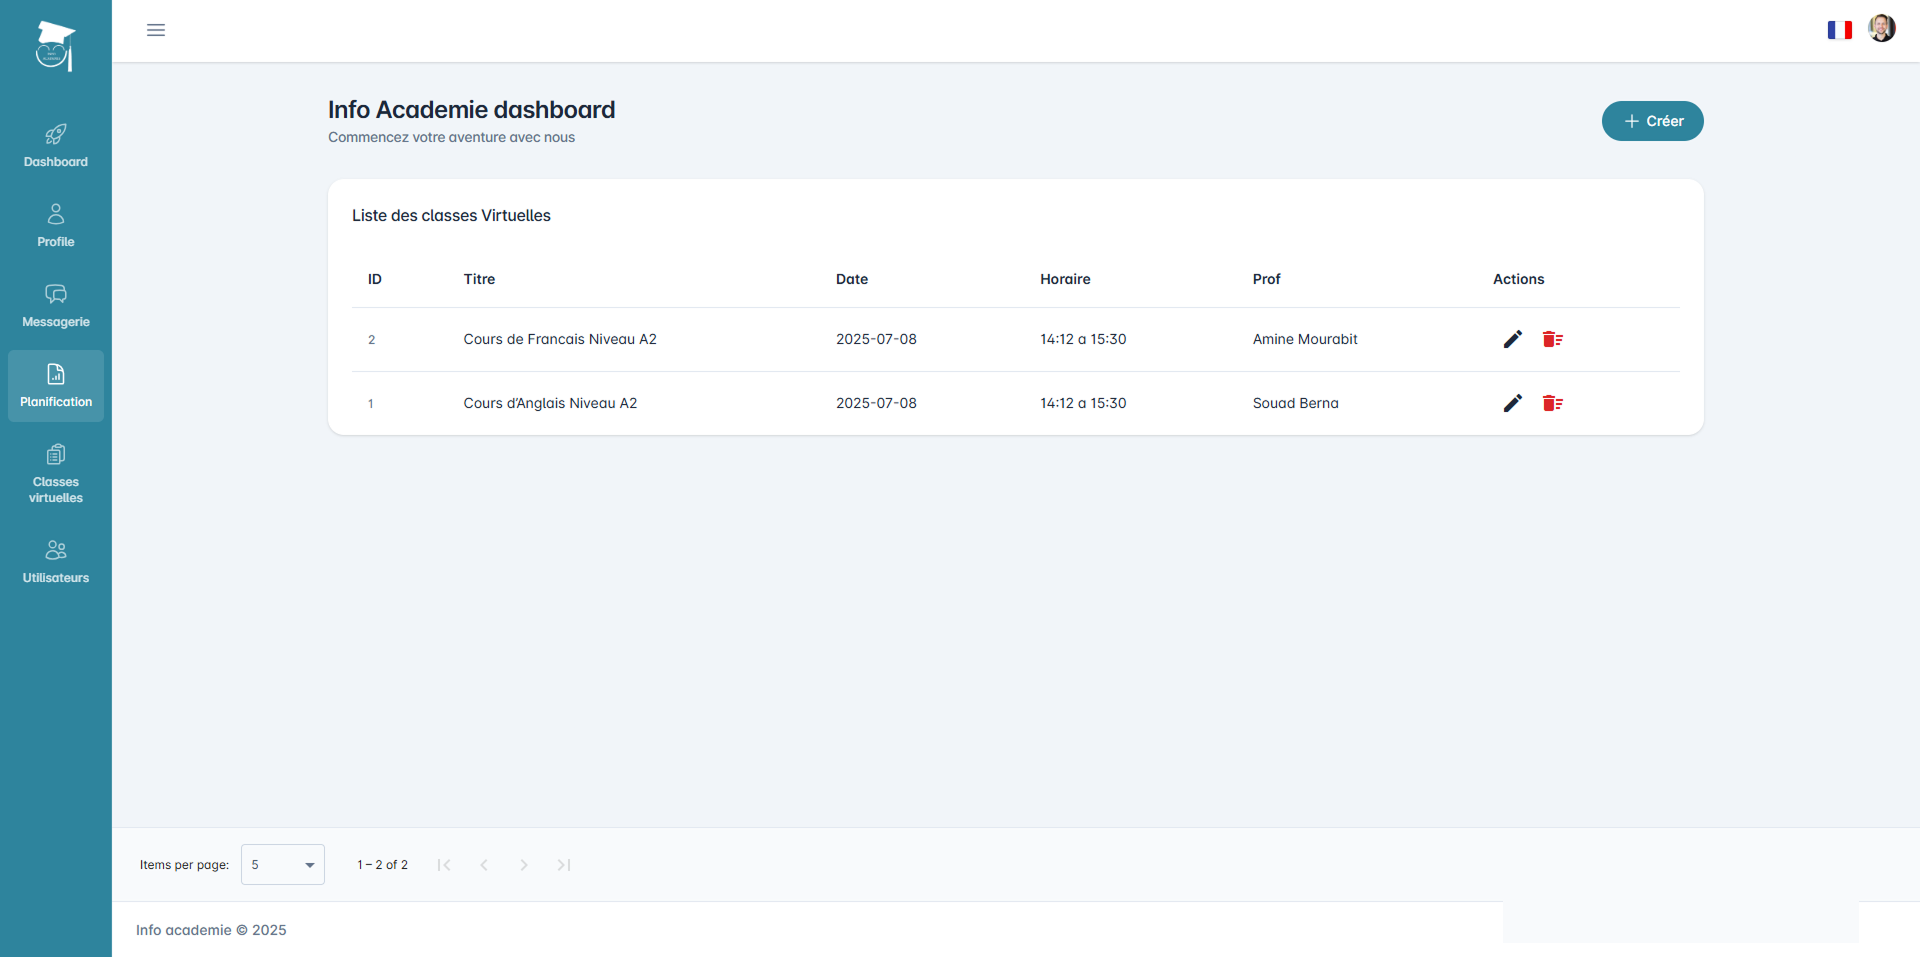 Info Academie dashboard
Commencez votre aventure avec nous
Créer
Dashboard
Profile
Messagerie
Planification
Classes
virtuelles
Utilisateurs
Liste des classes Virtuelles
ID Titre Date Horaire Prof Actions
2 Cours de Francais Niveau A2 2025-07-08 14:12 a 15:30 Amine Mourabit
1 Cours d'Anglais Niveau A2 2025-07-08 14:12 a 15:30 Souad Berna
Items per page: 5 1 – 2 of 2
Info academie © 2025